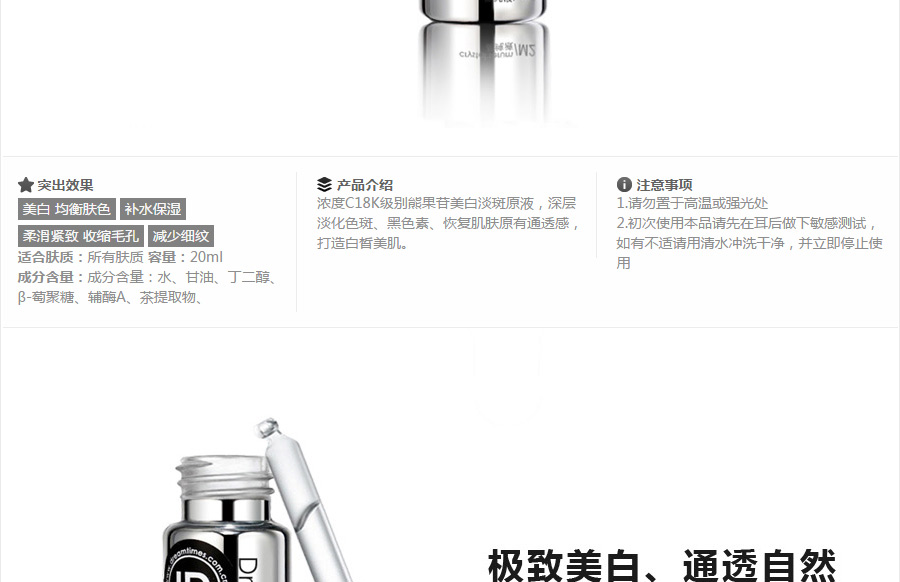 突出效果
美白 均衡肤色 补水保湿
柔滑紧致 收缩毛孔 减少细纹
适合肤质：所有肤质 容量：20ml
成分含量：成分含量：水、甘油、丁二醇、
β-萄聚糖、辅酶A、茶提取物、
产品介绍
浓度C18K级别熊果苷美白淡斑原液，深层
淡化色斑、黑色素、恢复肌肤原有通透感，
打造白皙美肌。
注意事项
1.请勿置于高温或强光处
2.初次使用本品请先在耳后做下敏感测试，
如有不适请用清水冲洗干净，并立即停止使
用
www.dreamtimes.com.cn
Dr
极致美白、通透自然